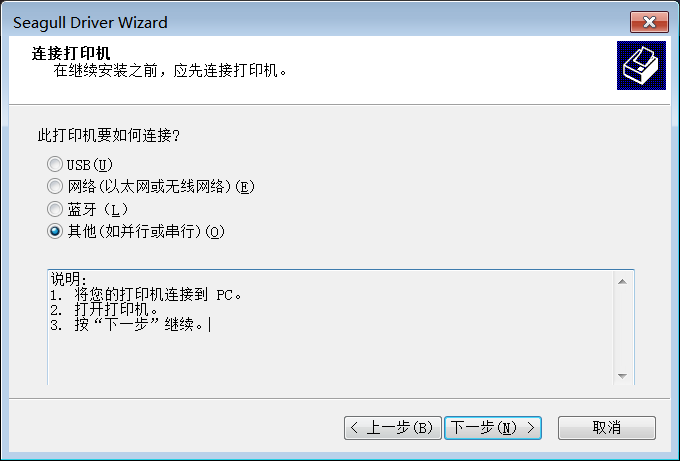 Seagull Driver Wizard
连接打印机
在继续安装之前，应先连接打印机。
此打印机要如何连接?
USB(U)
网络(以太网或无线网络)(E)
蓝牙（L）
其他(如并行或串行)(O)
说明:
1. 将您的打印机连接到 PC。
2. 打开打印机。
3. 按“下一步”继续。
< 上一步(B) 下一步(N) > 取消